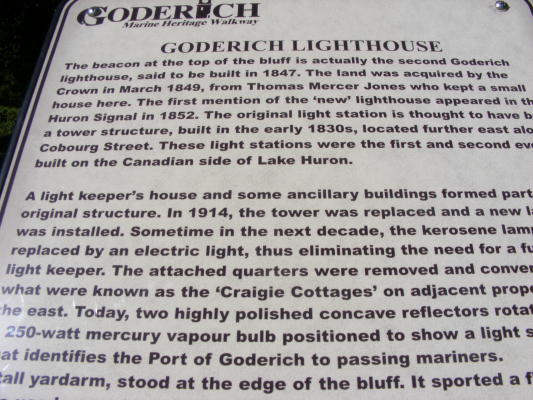 GODERICH
Marine Heritage Walkway
GODERICH LIGHTHOUSE
The beacon at the top of the bluff is actually the second Goderich
lighthouse, said to be built in 1847. The land was acquired by the
Crown in March 1849, from Thomas Mercer Jones who kept a small
house here. The first mention of the 'new' lighthouse appeared in th
Huron Signal in 1852. The original light station is thought to have b
a tower structure, built in the early 1830s, located further east alo
Cobourg Street. These light stations were the first and second eve
built on the Canadian side of Lake Huron.
A light keeper's house and some ancillary buildings formed part
original structure. In 1914, the tower was replaced and a new la
was installed. Sometime in the next decade, the kerosene lamp
replaced by an electric light, thus eliminating the need for a fu
light keeper. The attached quarters were removed and conver
what were known as the 'Craigie Cottages' on adjacent prope
the east. Today, two highly polished concave reflectors rotat
250-watt mercury vapour bulb positioned to show a light s
at identifies the Port of Goderich to passing mariners.
tall yardarm, stood at the edge of the bluff. It sported a f